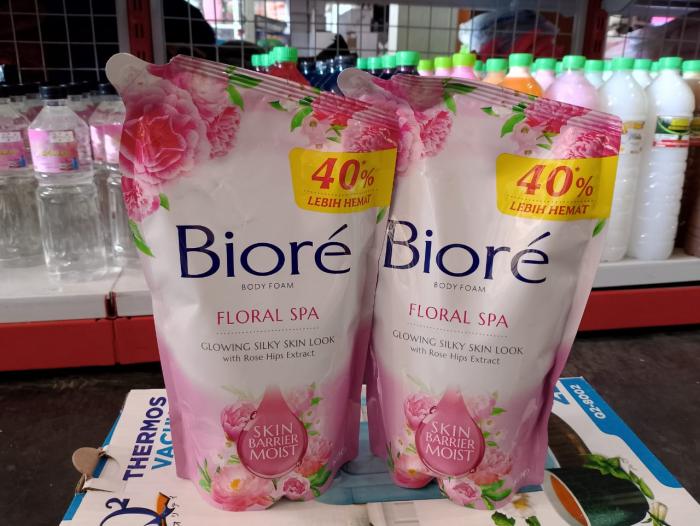 40*%
LEBIH HEMAT
Bioré
BODY FOAM
FLORAL SPA
GLOWING SILKY SKIN LOOK
with Rose Hips Extract
SKIN
BARRIER
MOIST
40*%
LEBIH HEMAT
Bioré
BODY FOAM
FLORAL SPA
GLOWING SILKY SKIN LOOK
with Rose Hips Extract
SKIN
BARRIER
MOIST
THERMOS
Q2-8002